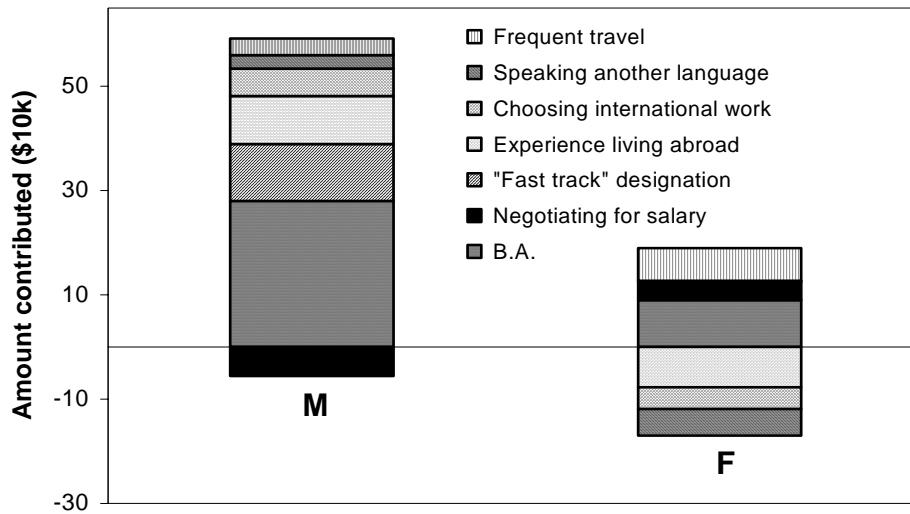 Amount contributed ($10k)
50
30
10
-10
-30
Frequent travel
Speaking another language
Choosing international work
Experience living abroad
"Fast track" designation
Negotiating for salary
B.A.
M
F